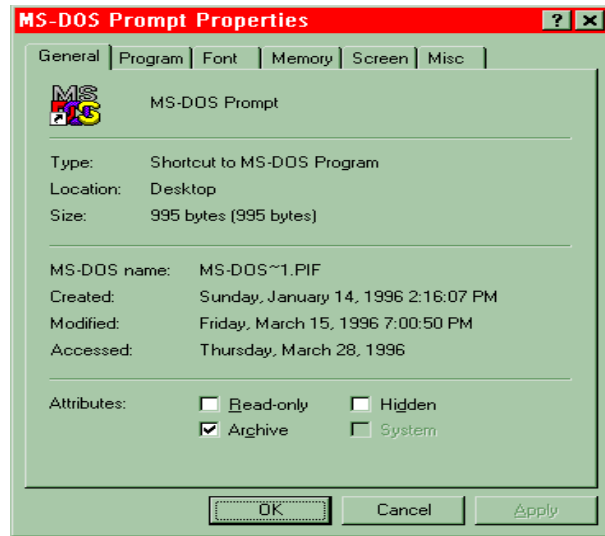 MS-DOS Prompt Properties
General Program Font Memory Screen Misc
MS DOS
MS-DOS Prompt
Type: Shortcut to MS-DOS Program
Location: Desktop
Size: 995 bytes (995 bytes)
MS-DOS name: MS-DOS~1.PIF
Created: Sunday, January 14, 1996 2:16:07 PM
Modified: Friday, March 15, 1996 7:00:50 PM
Accessed: Thursday, March 28, 1996
Attributes: Read-only Hidden
Archive System
OK Cancel Apply